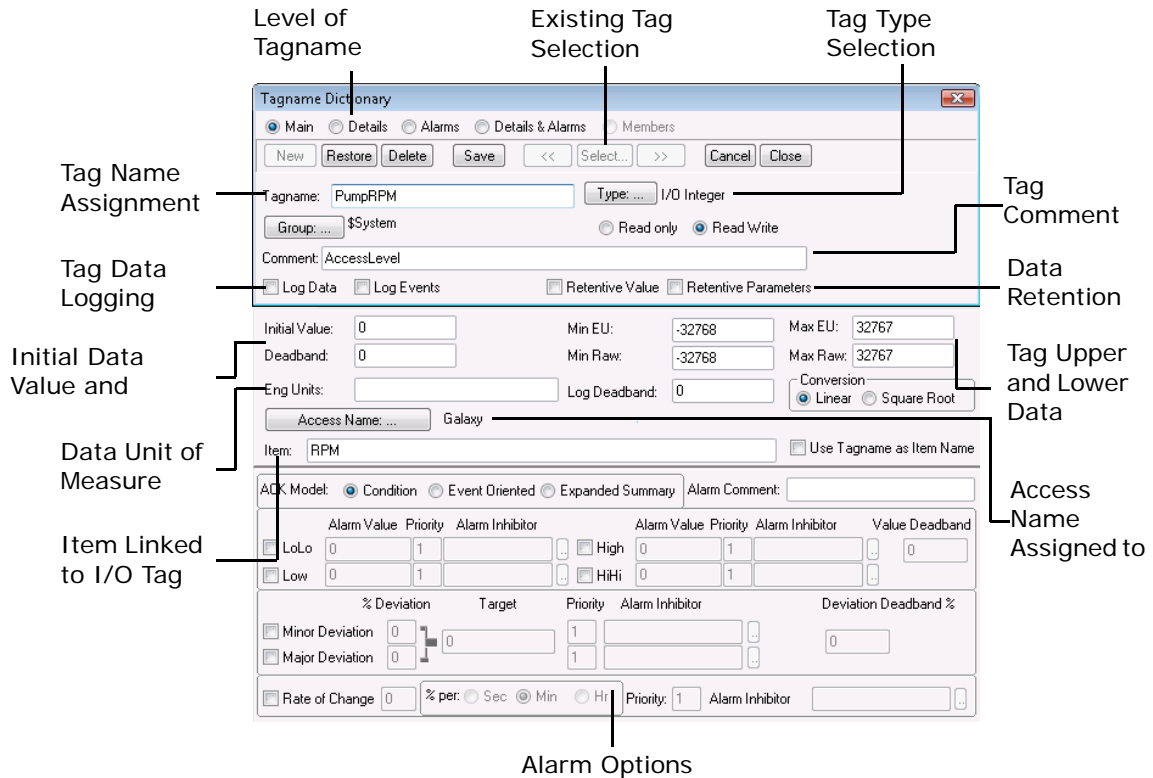 Level of
Tagname
Existing Tag
Selection
Tag Type
Selection
Tagname Dictionary
Main Details Alarms Details & Alarms Members
New Restore Delete Save << Select... >> Cancel Close
Tag Name
Assignment
Tagname: PumpRPM Type: ... I/O Integer
Tag
Comment
Group: ... $System Read only Read Write
Comment: AccessLevel
Tag Data
Logging
Log Data Log Events Retentive Value Retentive Parameters
Data
Retention
Initial Value: 0 Min EU: -32768 Max EU: 32767
Deadband: 0 Min Raw: -32768 Max Raw: 32767
Initial Data
Value and
Tag Upper
and Lower
Data
Eng Units: Log Deadband: 0 Conversion
Linear Square Root
Access Name: ... Galaxy
Data Unit of
Measure
Item: RPM Use Tagname as Item Name
ACK Model: Condition Event Oriented Expanded Summary Alarm Comment:
Access
Name
Assigned to
Alarm Value Priority Alarm Inhibitor Alarm Value Priority Alarm Inhibitor Value Deadband
Item Linked
to I/O Tag
LoLo 0 1 .. High 0 1 .. 0
Low 0 1 .. HiHi 0 1 ..
% Deviation Target Priority Alarm Inhibitor Deviation Deadband %
Minor Deviation 0 0 1 .. 0
Major Deviation 0 1 ..
Rate of Change 0 % per: Sec Min Hr Priority: 1 Alarm Inhibitor ..
Alarm Options